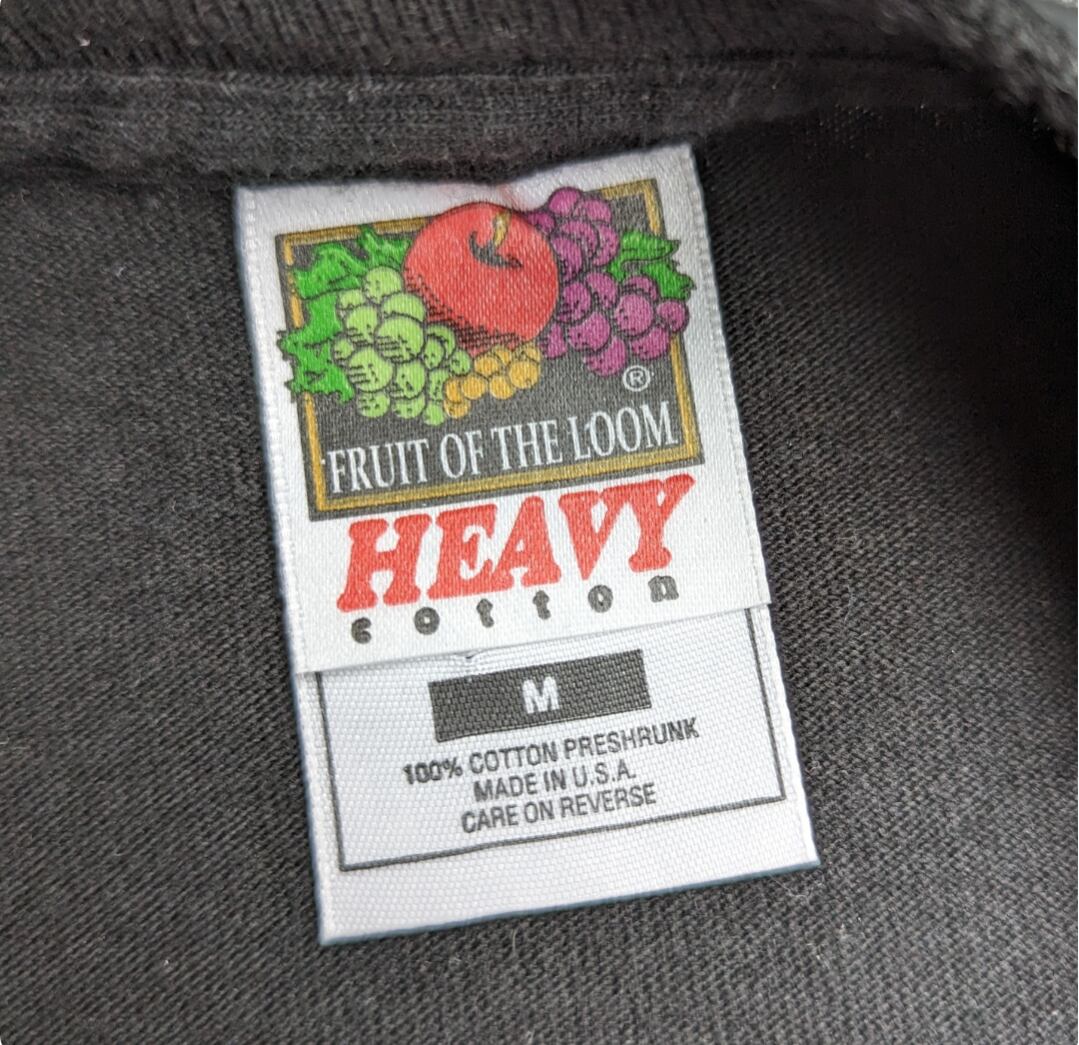 ®
FRUIT OF THE LOOM
HEAVY
cotton
M
100% COTTON PRESHRUNK
MADE IN U.S.A.
CARE ON REVERSE